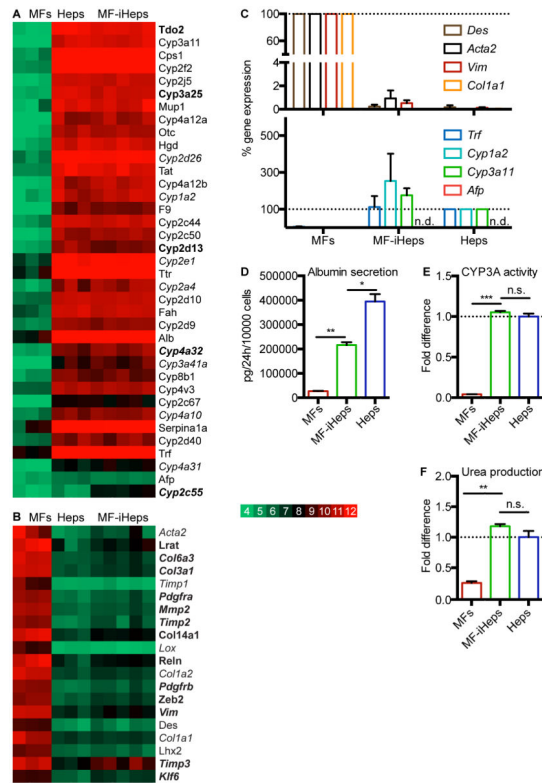 A
MFs Heps MF-iHeps
Tdo2
Cyp3a11
Cps1
Cyp2f2
Cyp2j5
Cyp3a25
Mup1
Cyp4a12a
Otc
Hgd
Cyp2d26
Tat
Cyp4a12b
Cyp1a2
F9
Cyp2c44
Cyp2c50
Cyp2d13
Cyp2e1
Ttr
Cyp2a4
Cyp2d10
Fah
Cyp2d9
Alb
Cyp4a32
Cyp3a41a
Cyp8b1
Cyp4v3
Cyp2c67
Cyp4a10
Serpina1a
Cyp2d40
Trf
Cyp4a31
Afp
Cyp2c55
B
MFs Heps MF-iHeps
Acta2
Lrat
Col6a3
Col3a1
Timp1
Pdgfra
Mmp2
Timp2
Col14a1
Lox
Reln
Col1a2
Pdgfrb
Zeb2
Vim
Des
Col1a1
Lhx2
Timp3
Klf6
4 5 6 7 8 9 10 11 12
C
% gene expression
100
80
60
4
2
0
Des
Acta2
Vim
Col1a1
500
300
100
Trf
Cyp1a2
Cyp3a11
Afp
n.d. n.d.
MFs MF-iHeps Heps
D
Albumin secretion
pg/24h/10000 cells
500000
400000
300000
200000
100000
0
** *
MFs MF-iHeps Heps
E
CYP3A activity
Fold difference
1.5
1.0
0.5
0.0
*** n.s.
MFs MF-iHeps Heps
F
Urea production
Fold difference
1.5
1.0
0.5
0.0
** n.s.
MFs MF-iHeps Heps